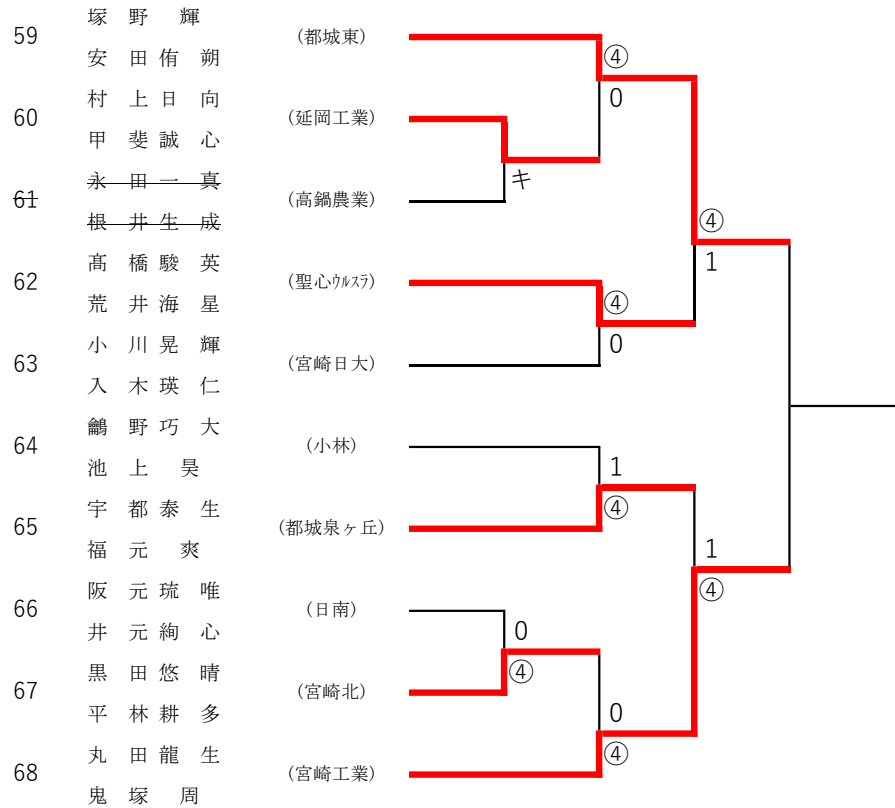 塚野 輝
59 (都城東)
安田侑朔
④
村上日向
0
60 (延岡工業)
甲斐誠心
永田一真
キ
61 (高鍋農業)
根井生成
④
髙橋駿英
1
62 (聖心ウルスラ)
荒井海星
④
小川晃輝
0
63 (宮崎日大)
入木瑛仁
鷭野巧大
64 (小林)
池上 昊
1
宇都泰生
④
65 (都城泉ヶ丘)
福元 爽
1
阪元琉唯
④
66 (日南)
井元絢心
0
黒田悠晴
④
67 (宮崎北)
平林耕多
0
丸田龍生
④
68 (宮崎工業)
鬼塚 周